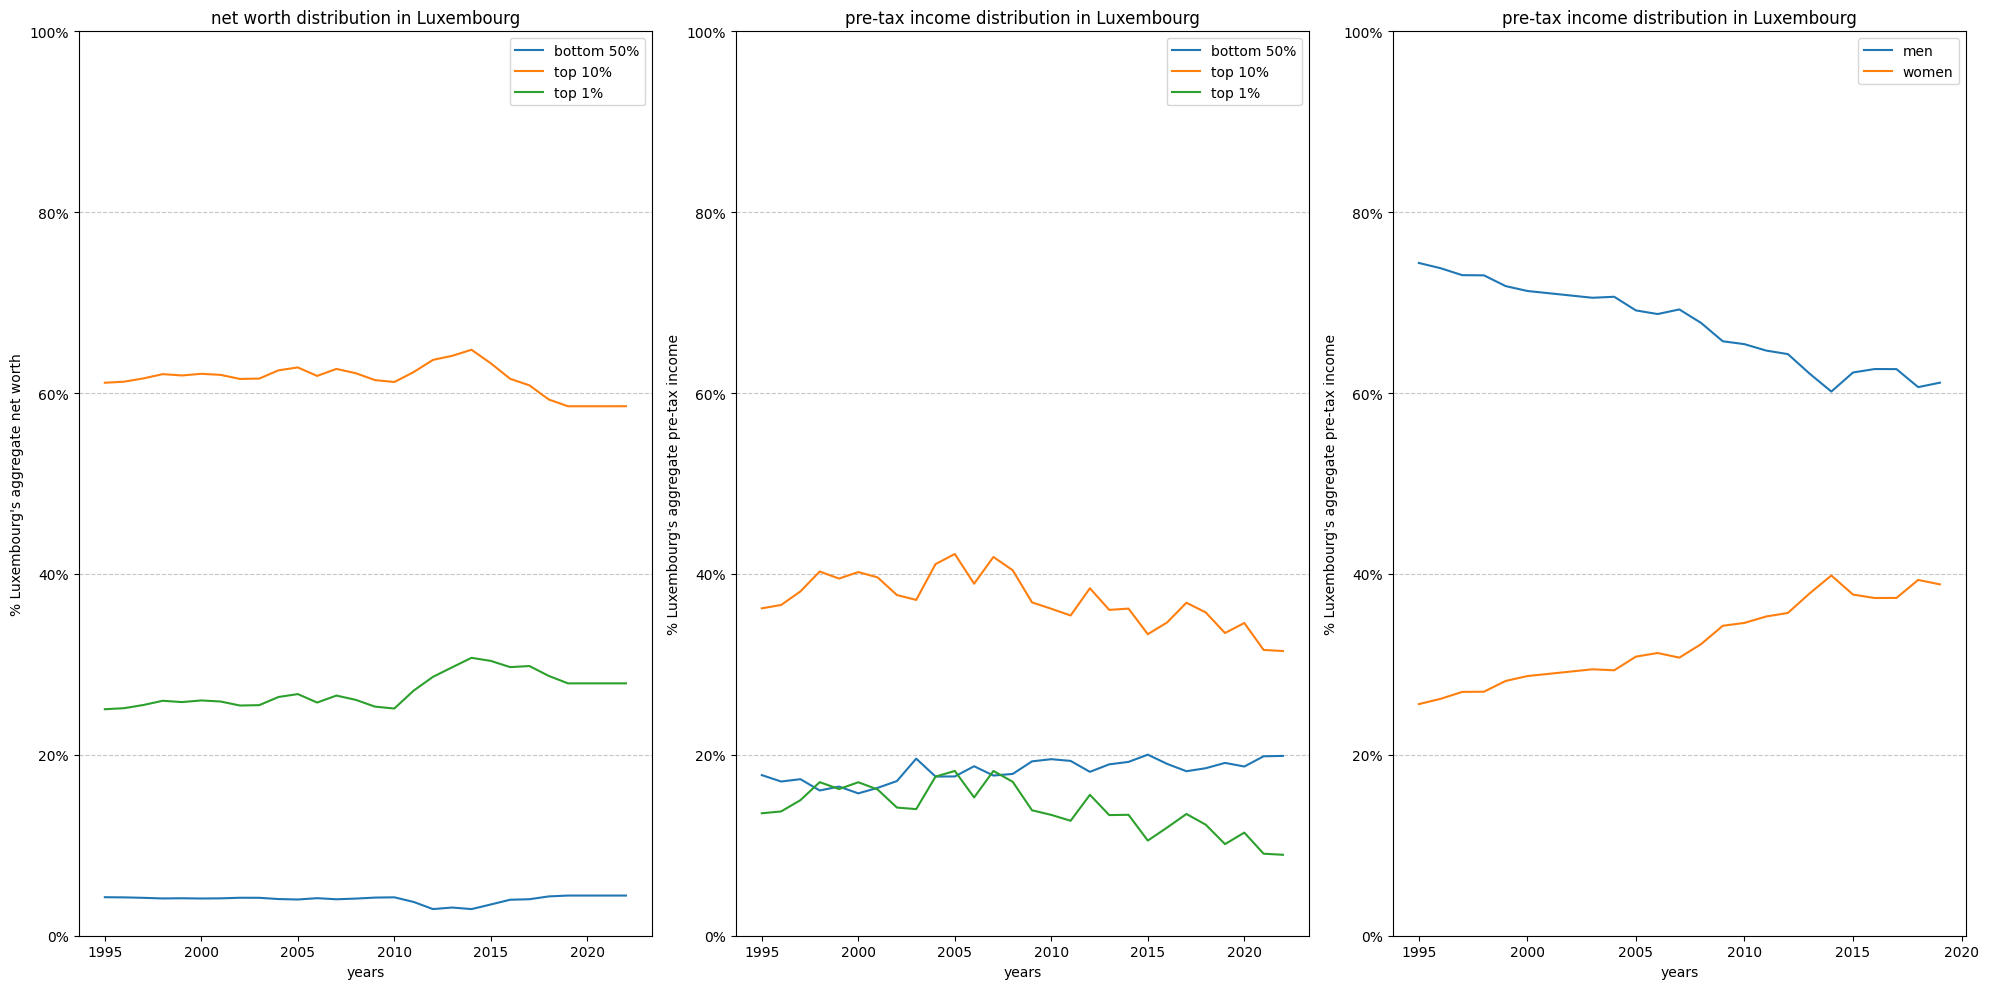 net worth distribution in Luxembourg
100%
80%
60%
40%
20%
0%
% Luxembourg's aggregate net worth
bottom 50%
top 10%
top 1%
1995
2000
2005
2010
2015
2020
years
pre-tax income distribution in Luxembourg
100%
80%
60%
40%
20%
0%
% Luxembourg's aggregate pre-tax income
bottom 50%
top 10%
top 1%
1995
2000
2005
2010
2015
2020
years
pre-tax income distribution in Luxembourg
100%
80%
60%
40%
20%
0%
% Luxembourg's aggregate pre-tax income
men
women
1995
2000
2005
2010
2015
2020
years